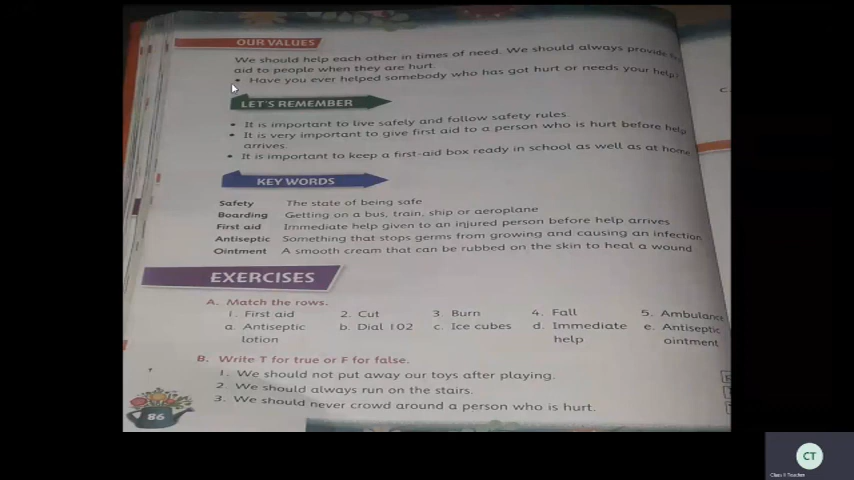 OUR VALUES
We should help each other in times of need. We should always provide
aid to people when they are hurt.
• Have you ever helped somebody who has got hurt or needs your help
LET'S REMEMBER
• It is important to live safely and follow safety rules.
• It is very important to give first aid to a person who is hurt before help
arrives.
• It is important to keep a first-aid box ready in school as well as at home
KEY WORDS
Safety The state of being safe
Boarding Getting on a bus, train, ship or aeroplane
First aid Immediate help given to an injured person before help arrives
Antiseptic Something that stops germs from growing and causing an infection
Ointment A smooth cream that can be rubbed on the skin to heal a wound
EXERCISES
A. Match the rows.
1. First aid 2. Cut 3. Burn 4. Fall 5. Ambulance
a. Antiseptic b. Dial 102 c. Ice cubes d. Immediate e. Antiseptic
lotion help ointment
B. Write T for true or F for false.
1. We should not put away our toys after playing.
2. We should always run on the stairs.
3. We should never crowd around a person who is hurt.
86
CT
Class II Teacher